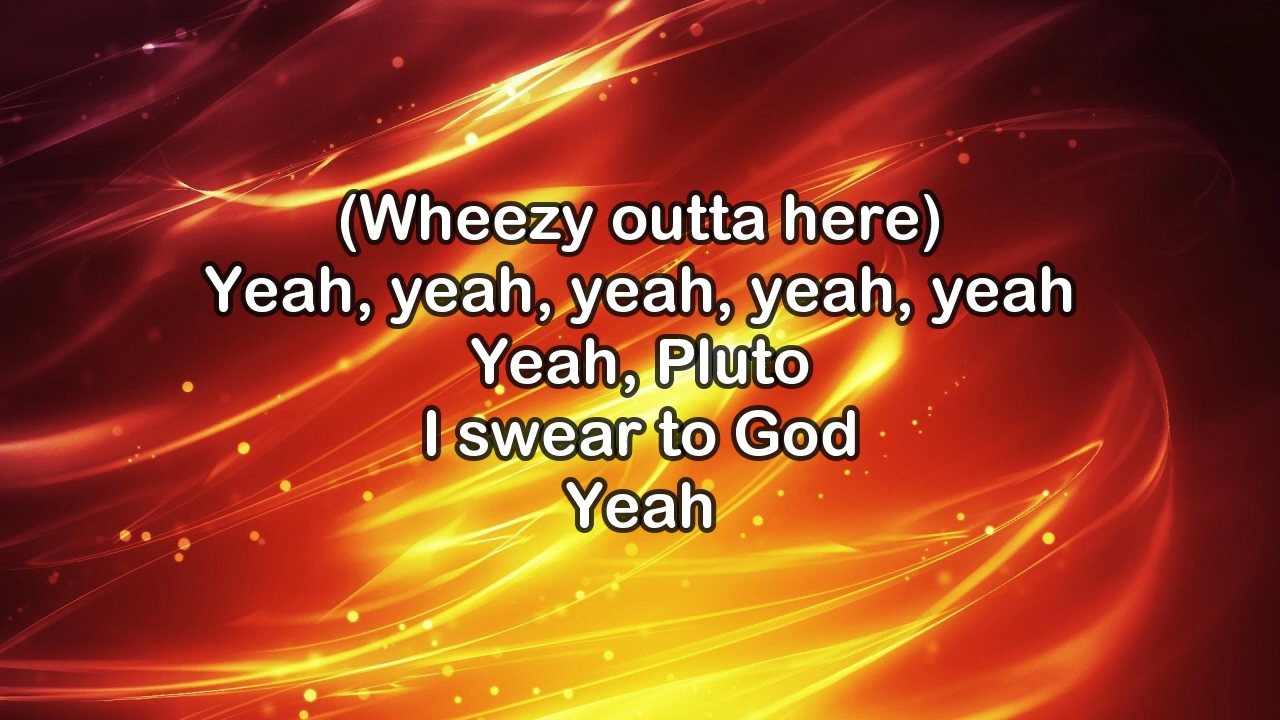 (Wheezy outta here)
Yeah, yeah, yeah, yeah, yeah
Yeah, Pluto
I swear to God
Yeah